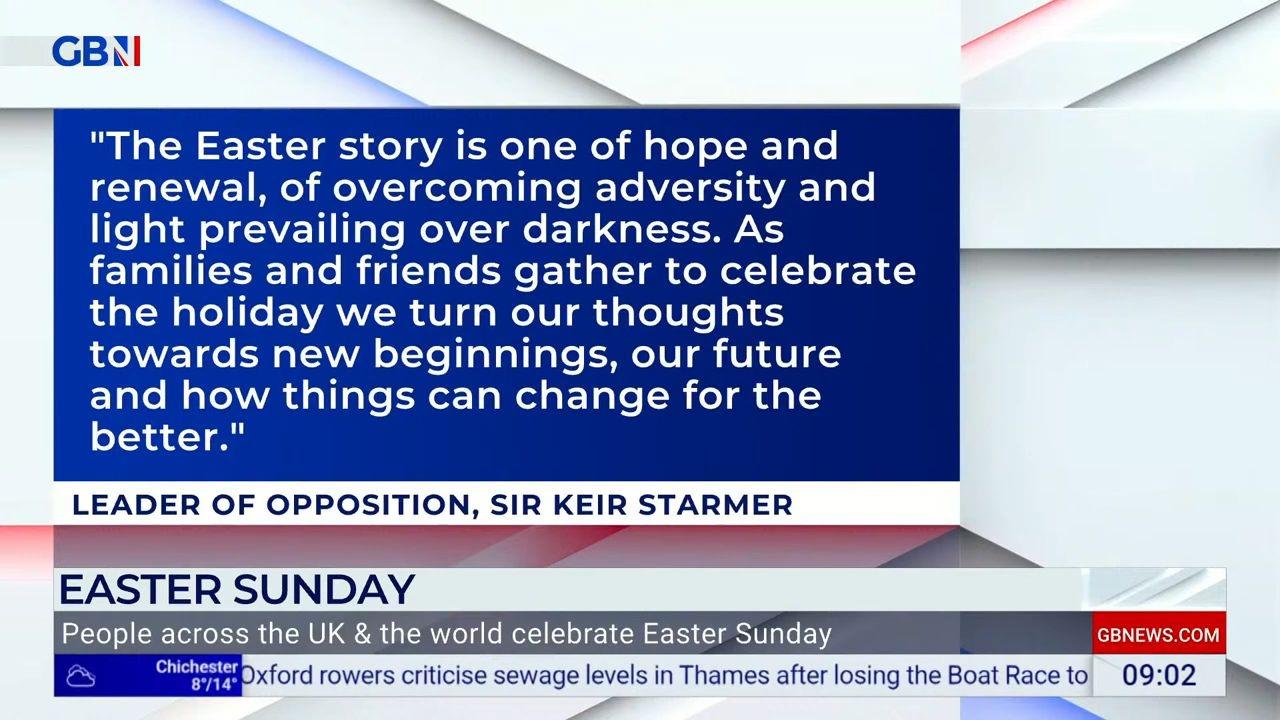 GBN
"The Easter story is one of hope and
renewal, of overcoming adversity and
light prevailing over darkness. As
families and friends gather to celebrate
the holiday we turn our thoughts
towards new beginnings, our future
and how things can change for the
better."
LEADER OF OPPOSITION, SIR KEIR STARMER
EASTER SUNDAY
People across the UK & the world celebrate Easter Sunday
GBNEWS.COM
Chichester
8°/14°
Oxford rowers criticise sewage levels in Thames after losing the Boat Race to
09:02